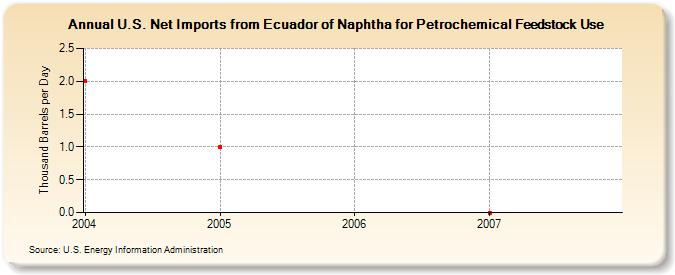 Annual U.S. Net Imports from Ecuador of Naphtha for Petrochemical Feedstock Use
Thousand Barrels per Day
2.5
2.0
1.5
1.0
0.5
0.0
2004 2005 2006 2007
Source: U.S. Energy Information Administration